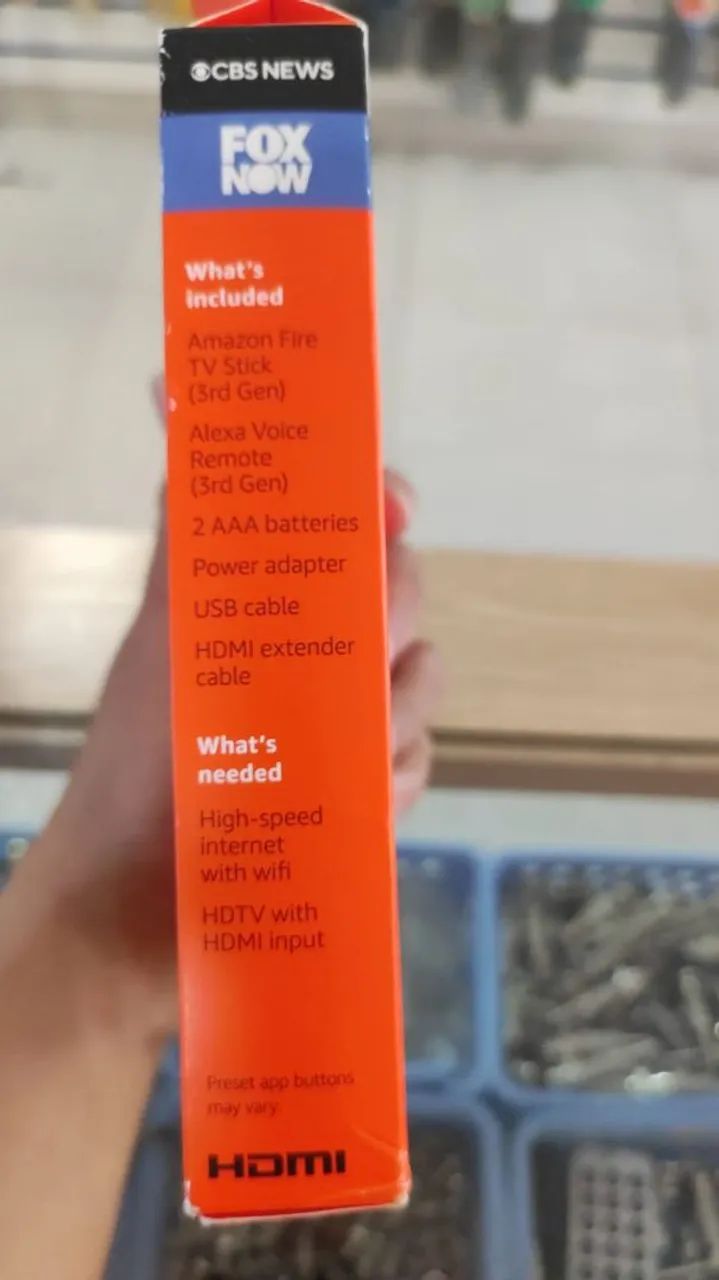 CBS NEWS
FOX
NOW
What's
included
Amazon Fire
TV Stick
(3rd Gen)
Alexa Voice
Remote
(3rd Gen)
2 AAA batteries
Power adapter
USB cable
HDMI extender
cable
What's
needed
High-speed
internet
with wifi
HDTV with
HDMI input
Preset app buttons
may vary.
HDMI